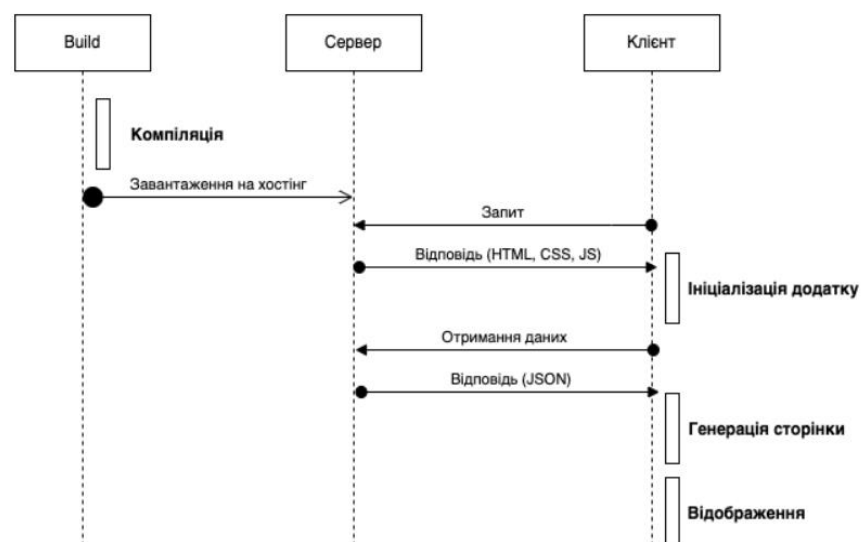 Build
Сервер
Клієнт
Компіляція
Завантаження на хостінг
Запит
Відповідь (HTML, CSS, JS)
Ініціалізація додатку
Отримання даних
Відповідь (JSON)
Генерація сторінки
Відображення